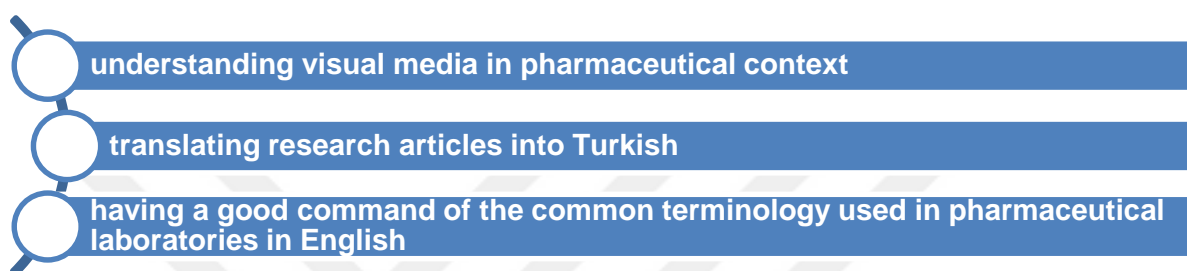 understanding visual media in pharmaceutical context
translating research articles into Turkish
having a good command of the common terminology used in pharmaceutical
laboratories in English